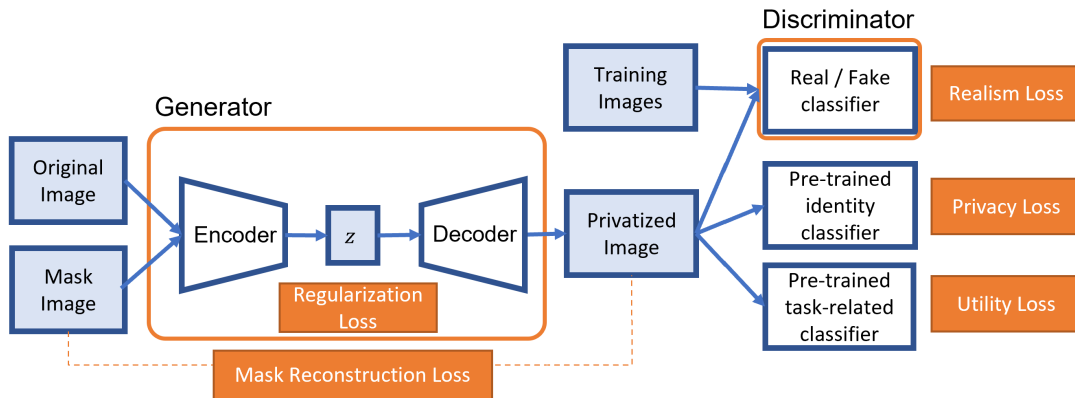 Generator
Original
Image
Mask
Image
Encoder
z
Decoder
Regularization
Loss
Mask Reconstruction Loss
Privatized
Image
Training
Images
Discriminator
Real / Fake
classifier
Realism Loss
Pre-trained
identity
classifier
Privacy Loss
Pre-trained
task-related
classifier
Utility Loss